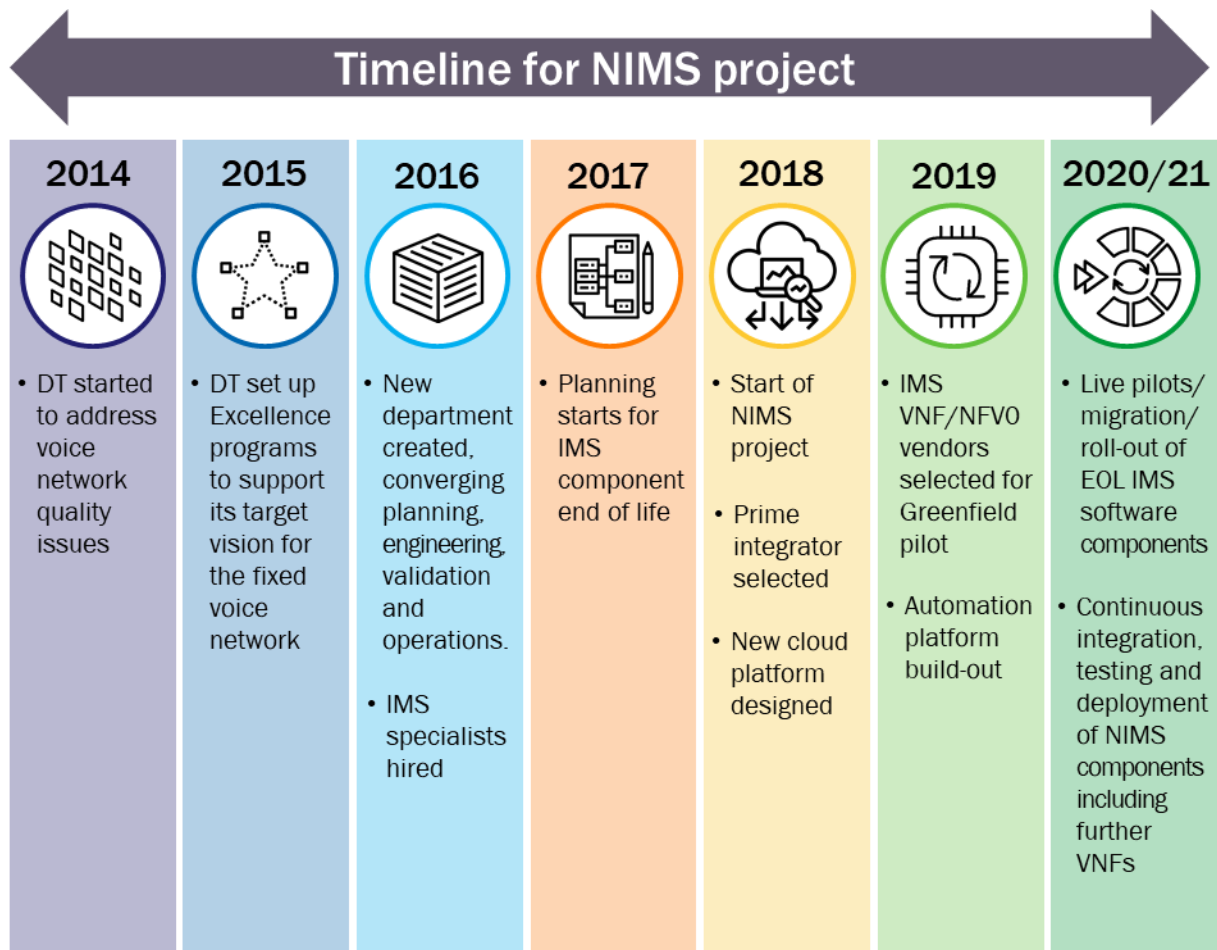 Timeline for NIMS project
2014
• DT started
to address
voice
network
quality
issues
2015
• DT set up
Excellence
programs
to support
its target
vision for
the fixed
voice
network
2016
• New
department
created,
converging
planning,
engineering,
validation
and
operations.
• IMS
specialists
hired
2017
• Planning
starts for
IMS
component
end of life
2018
• Start of
NIMS
project
• Prime
integrator
selected
• New cloud
platform
designed
2019
• IMS
VNF/NFV0
vendors
selected for
Greenfield
pilot
• Automation
platform
build-out
2020/21
• Live pilots/
migration/
roll-out of
EOL IMS
software
components
• Continuous
integration,
testing and
deployment
of NIMS
components
including
further
VNFs